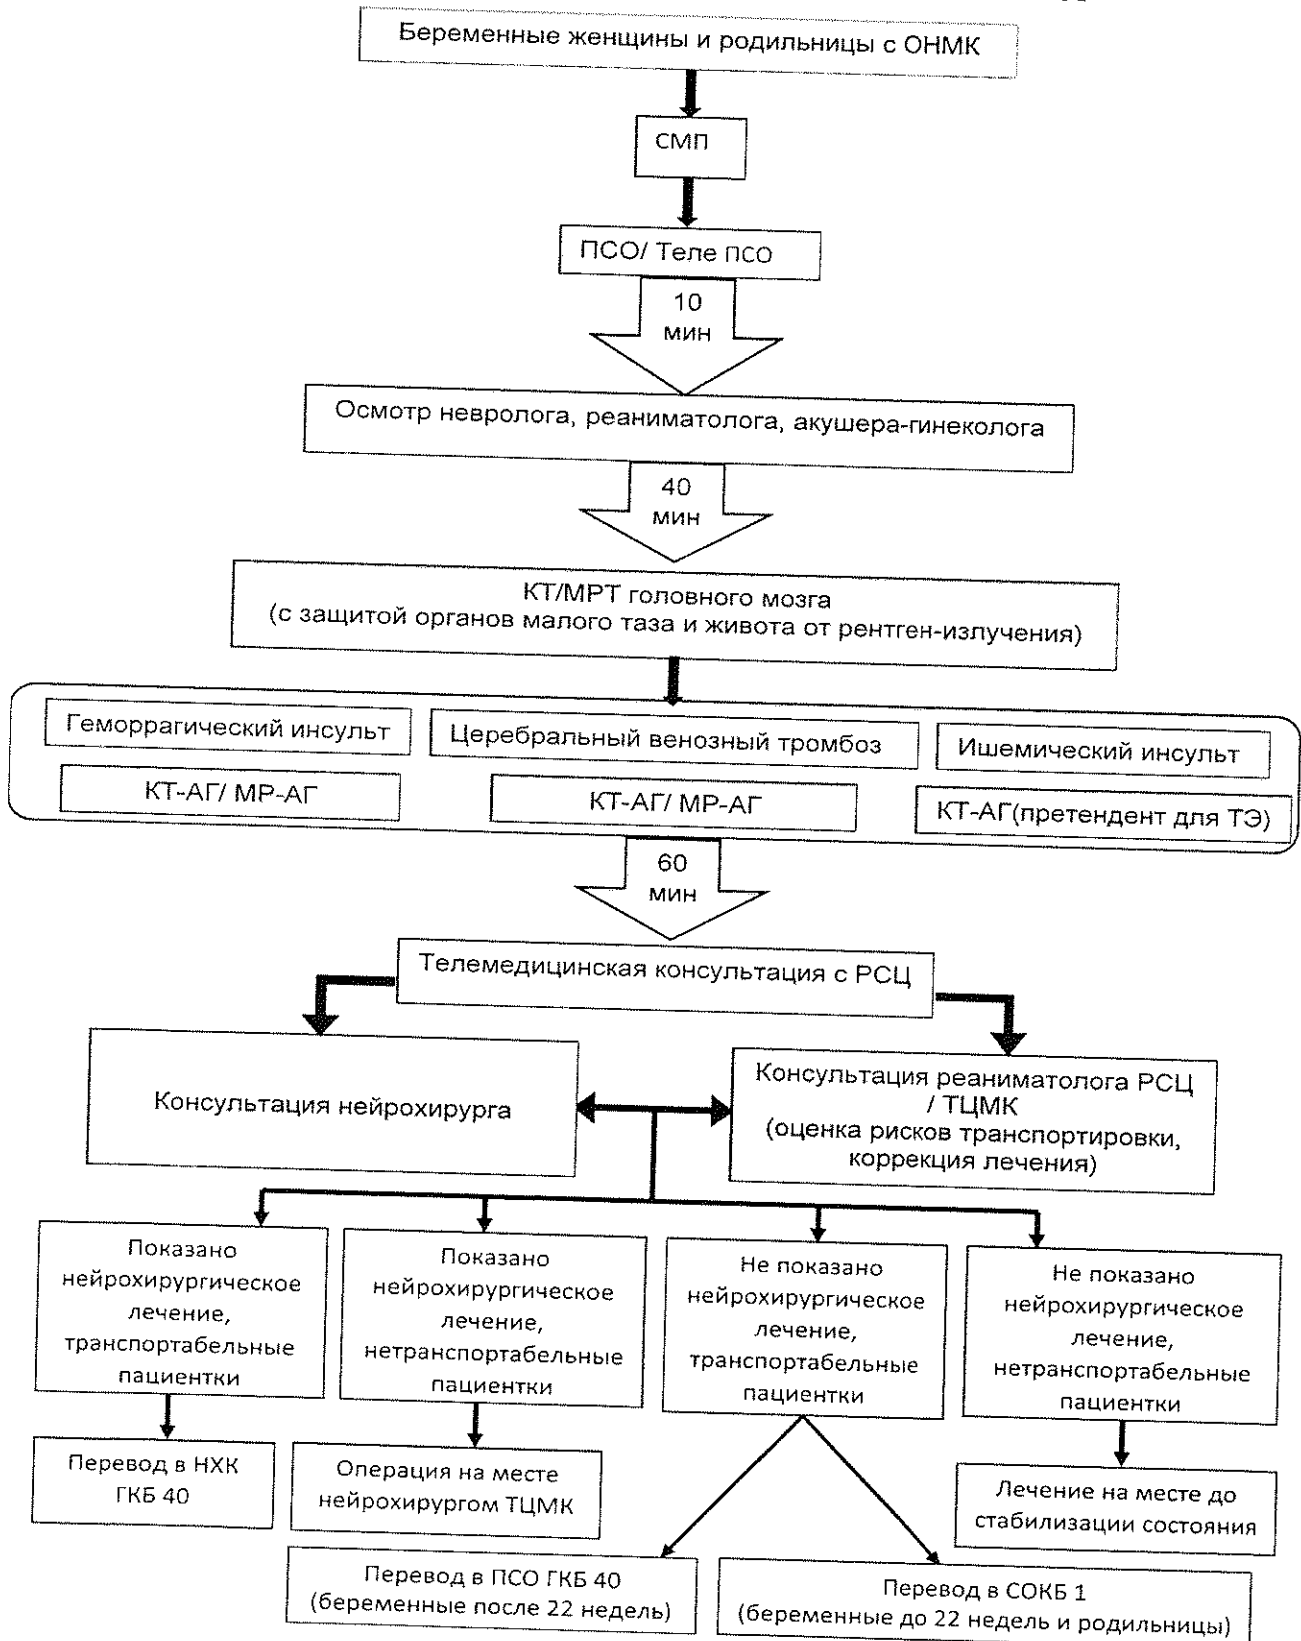 Беременные женщины и родильницы с ОНМК
СМП
ПСО/ Теле ПСО
10
мин
Осмотр невролога, реаниматолога, акушера-гинеколога
40
мин
КТ/МРТ головного мозга
(с защитой органов малого таза и живота от рентген-излучения)
Геморрагический инсульт
Церебральный венозный тромбоз
Ишемический инсульт
КТ-АГ/ МР-АГ
КТ-АГ/ МР-АГ
КТ-АГ(претендент для ТЭ)
60
мин
Телемедицинская консультация с РСЦ
Консультация нейрохирурга
Консультация реаниматолога РСЦ
/ ТЦМК
(оценка рисков транспортировки,
коррекция лечения)
Показано
нейрохирургическое
лечение,
транспортабельные
пациентки
Показано
нейрохирургическое
лечение,
нетранспортабельные
пациентки
Не показано
нейрохирургическое
лечение,
транспортабельные
пациентки
Не показано
нейрохирургическое
лечение,
нетранспортабельные
пациентки
Перевод в НХК
ГКБ 40
Операция на месте
нейрохирургом ТЦМК
Лечение на месте до
стабилизации состояния
Перевод в ПСО ГКБ 40
(беременные после 22 недель)
Перевод в СОКБ 1
(беременные до 22 недель и родильницы)